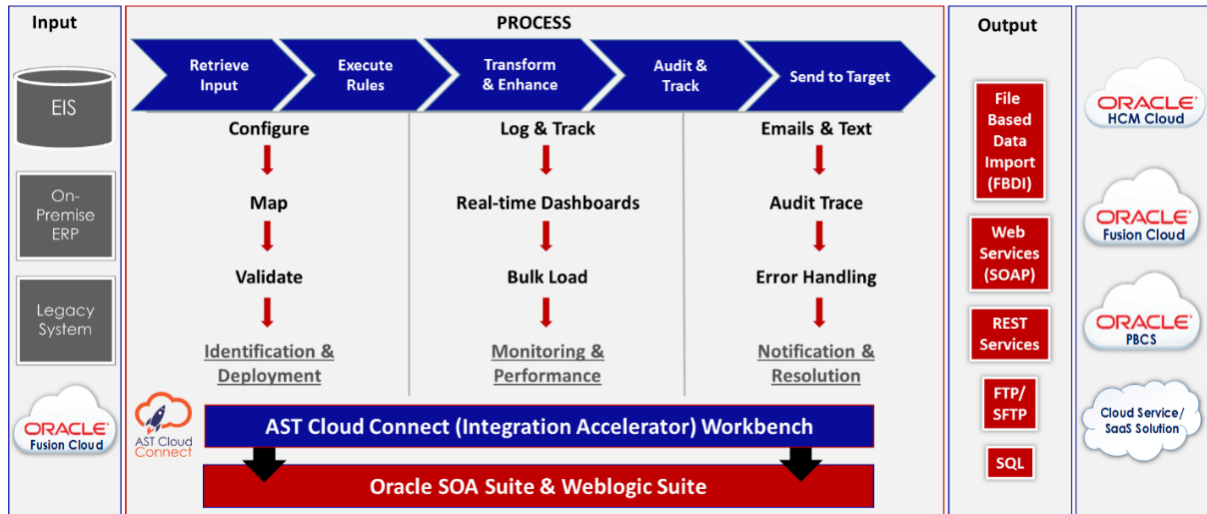 Input
EIS
On-
Premise
ERP
Legacy
System
ORACLE
Fusion Cloud
PROCESS
Retrieve
Input
Execute
Rules
Transform
& Enhance
Audit &
Track
Send to Target
Configure
Map
Validate
Identification &
Deployment
Log & Track
Real-time Dashboards
Bulk Load
Monitoring &
Performance
Emails & Text
Audit Trace
Error Handling
Notification &
Resolution
AST Cloud
Connect
AST Cloud Connect (Integration Accelerator) Workbench
Oracle SOA Suite & Weblogic Suite
Output
File
Based
Data
Import
(FBDI)
Web
Services
(SOAP)
REST
Services
FTP/
SFTP
SQL
ORACLE®
HCM Cloud
ORACLE®
Fusion Cloud
ORACLE®
PBCS
Cloud Service/
SaaS Solution